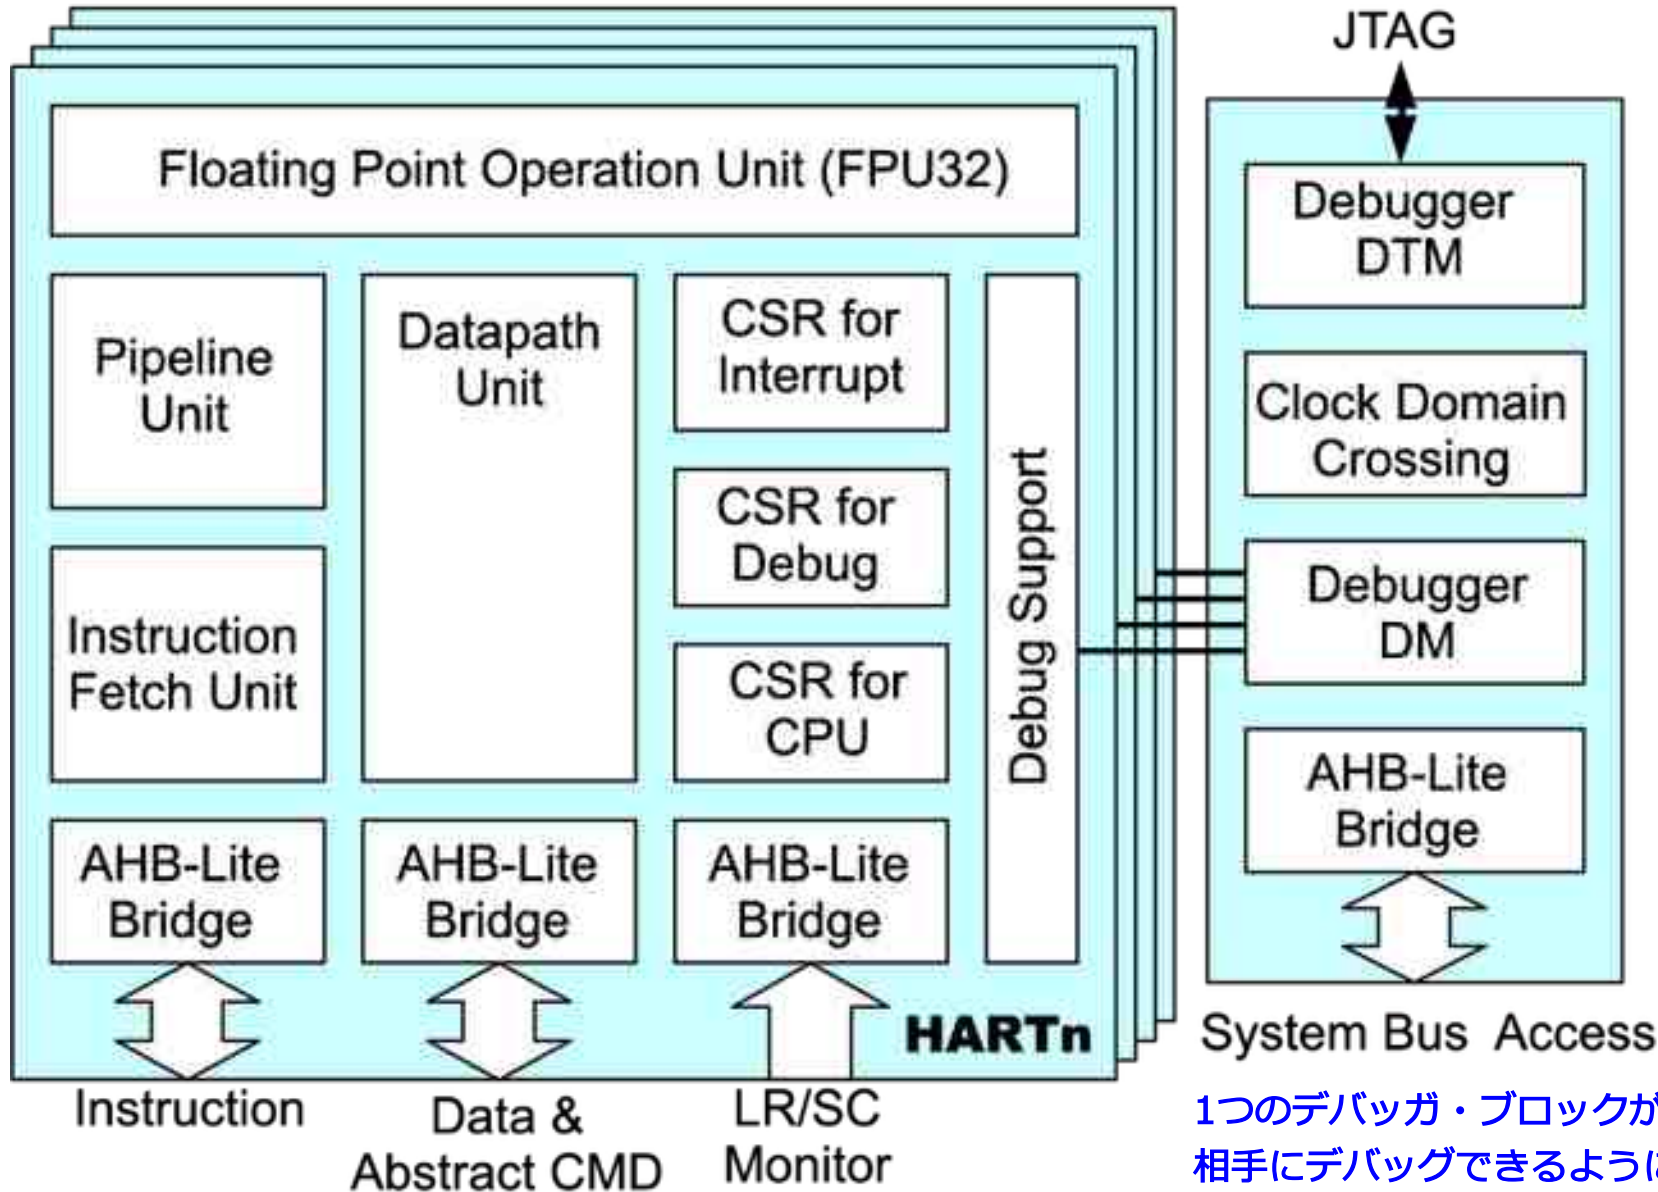 JTAG
Floating Point Operation Unit (FPU32)
Pipeline
Unit
Datapath
Unit
CSR for
Interrupt
CSR for
Debug
CSR for
CPU
Instruction
Fetch Unit
Debug Support
AHB-Lite
Bridge
AHB-Lite
Bridge
AHB-Lite
Bridge
HARTn
Instruction
Data &
Abstract CMD
LR/SC
Monitor
Debugger
DTM
Clock Domain
Crossing
Debugger
DM
AHB-Lite
Bridge
System Bus Access
1つのデバッガ・ブロックが
相手にデバッグできるように